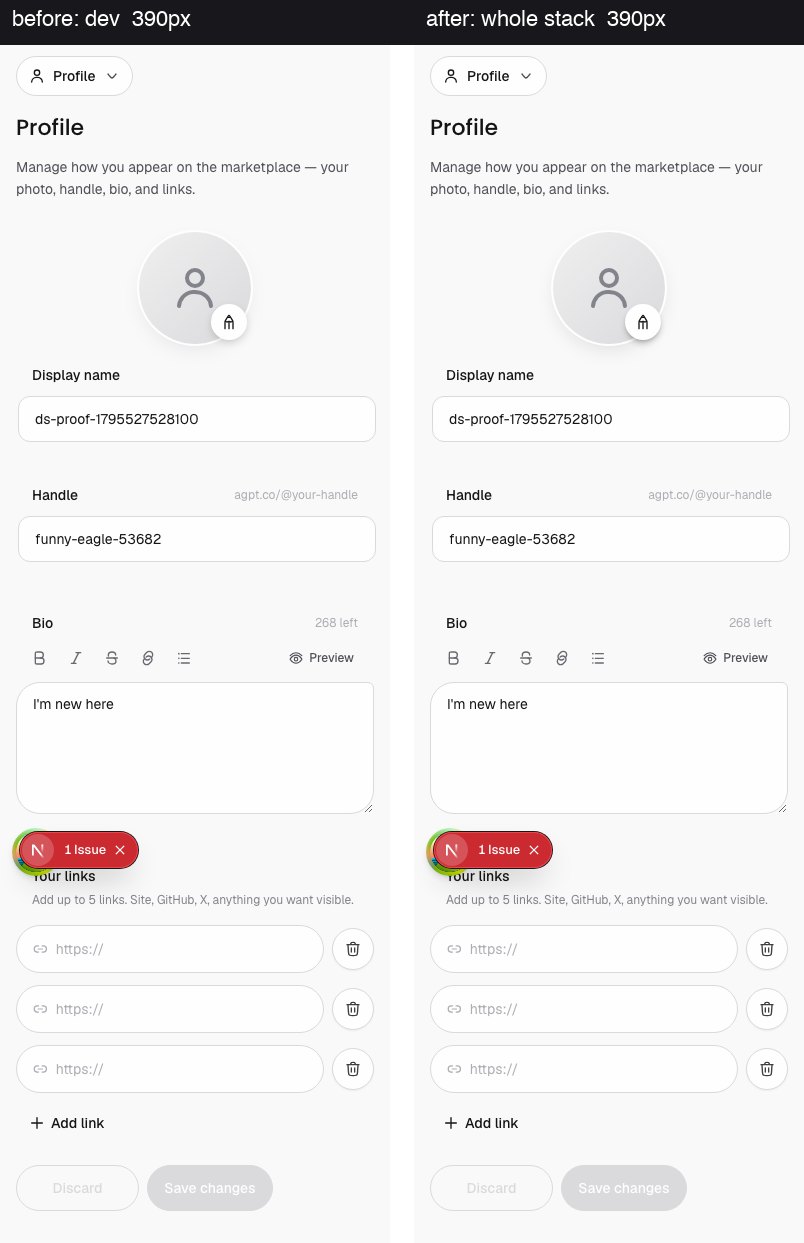 before: dev 390px
Profile
Profile
Manage how you appear on the marketplace — your
photo, handle, bio, and links.
Display name
ds-proof-1795527528100
Handle
agpt.co/@your-handle
funny-eagle-53682
Bio
268 left
B I S
Preview
I'm new here
N 1 Issue
Your links
Add up to 5 links. Site, GitHub, X, anything you want visible.
https://
https://
https://
Add link
Discard
Save changes
after: whole stack 390px
Profile
Profile
Manage how you appear on the marketplace — your
photo, handle, bio, and links.
Display name
ds-proof-1795527528100
Handle
agpt.co/@your-handle
funny-eagle-53682
Bio
268 left
B I S
Preview
I'm new here
N 1 Issue
Your links
Add up to 5 links. Site, GitHub, X, anything you want visible.
https://
https://
https://
Add link
Discard
Save changes